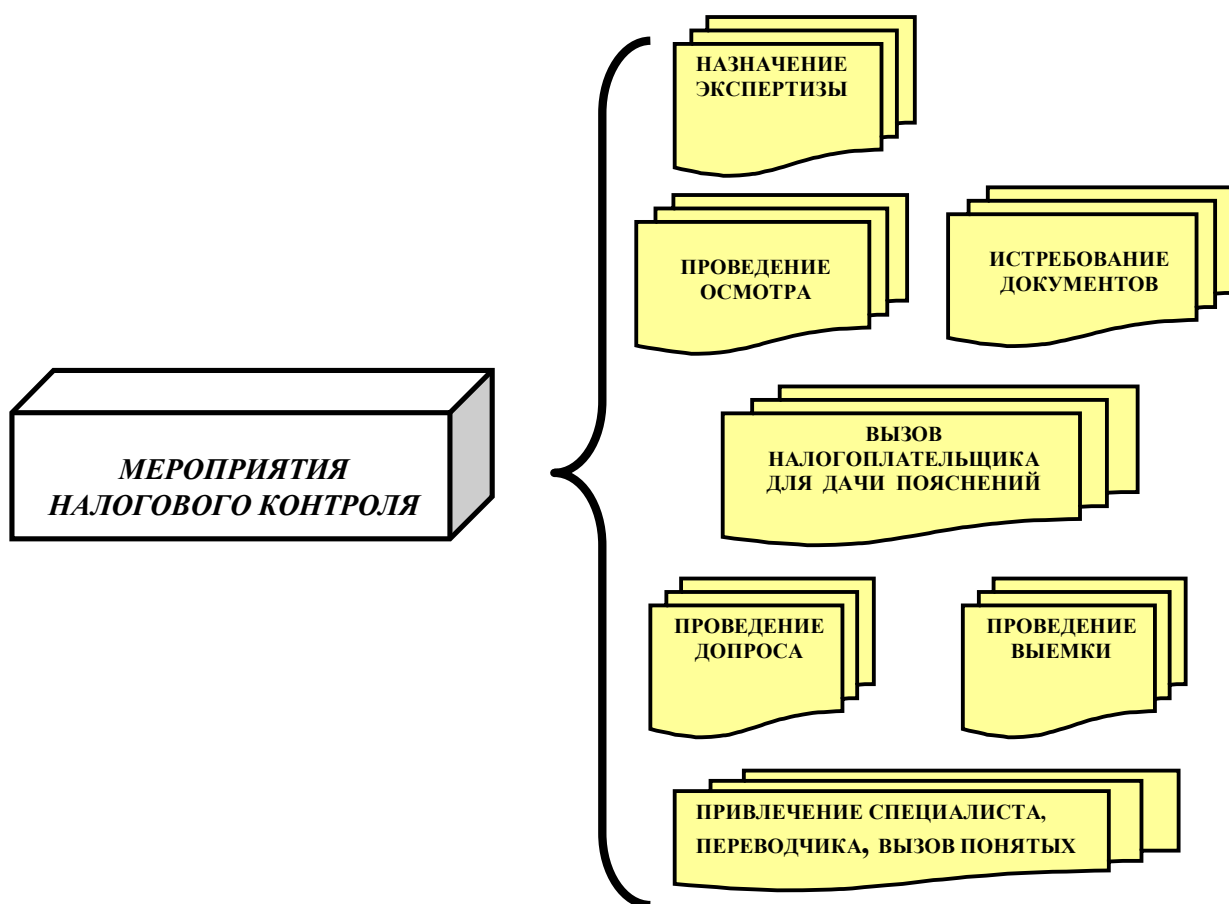 НАЗНАЧЕНИЕ
ЭКСПЕРТИЗЫ
ПРОВЕДЕНИЕ
ОСМОТРА
ИСТРЕБОВАНИЕ
ДОКУМЕНТОВ
МЕРОПРИЯТИЯ
НАЛОГОВОГО КОНТРОЛЯ
ВЫЗОВ
НАЛОГОПЛАТЕЛЬЩИКА
ДЛЯ ДАЧИ ПОЯСНЕНИЙ
ПРОВЕДЕНИЕ
ДОПРОСА
ПРОВЕДЕНИЕ
ВЫЕМКИ
ПРИВЛЕЧЕНИЕ СПЕЦИАЛИСТА,
ПЕРЕВОДЧИКА, ВЫЗОВ ПОНЯТЫХ